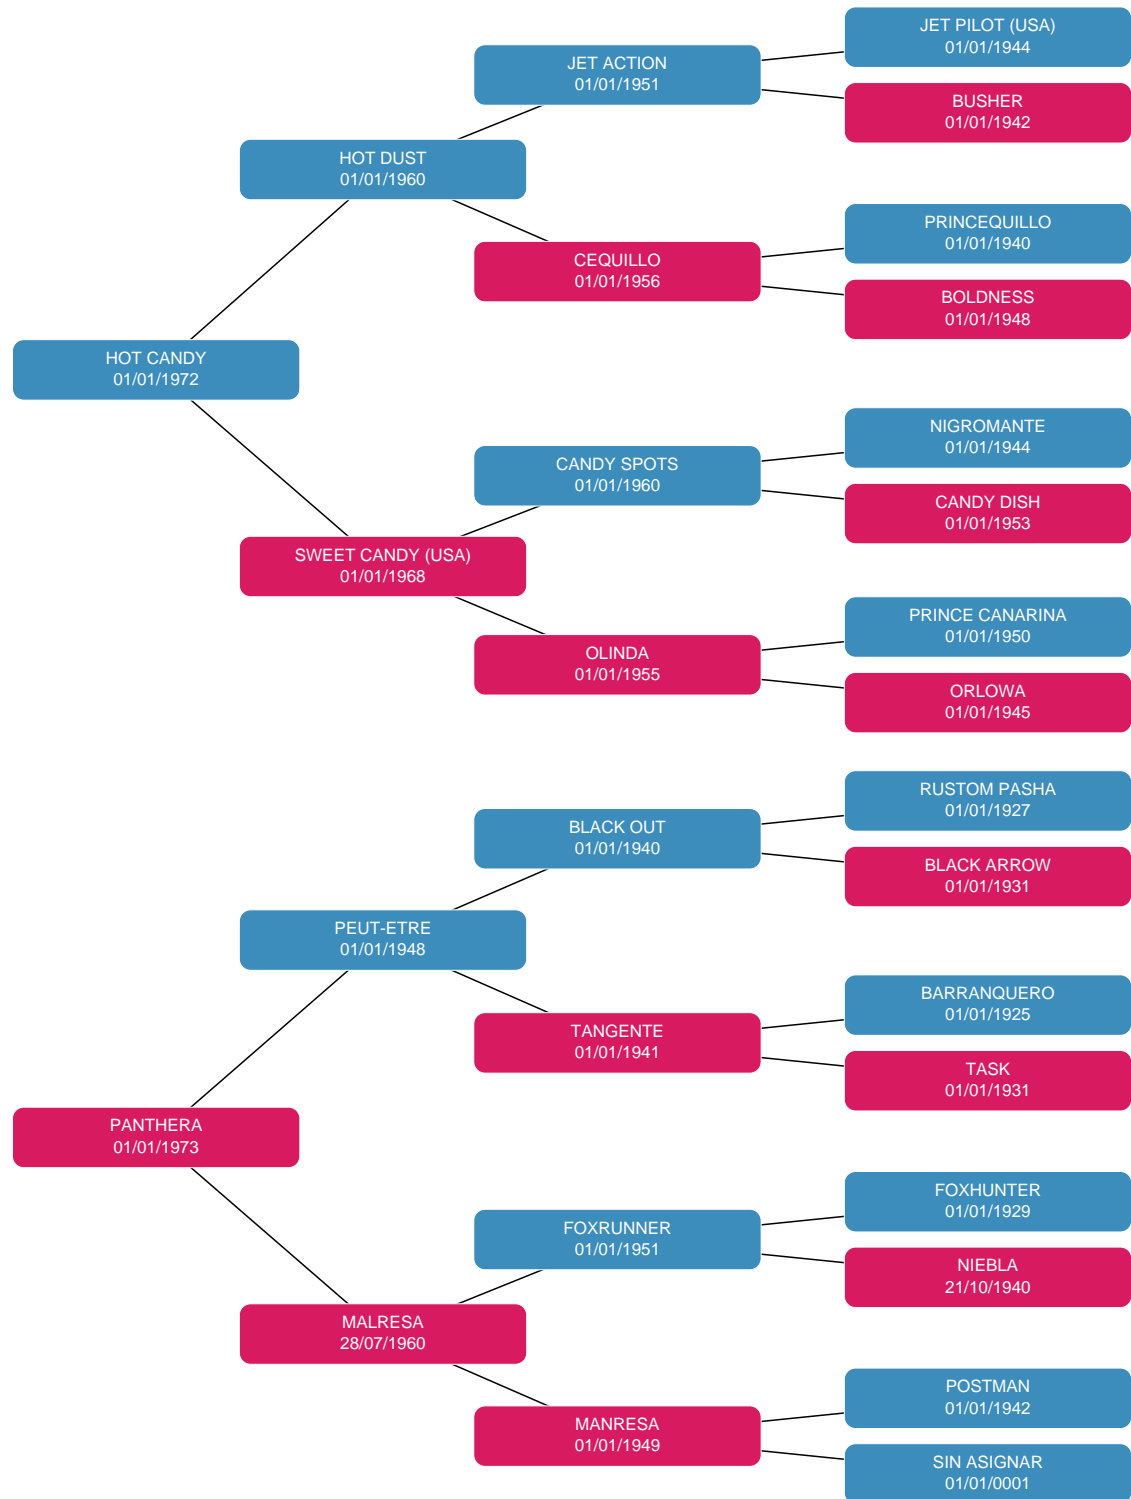 JET PILOT (USA)
01/01/1944
JET ACTION
01/01/1951
BUSHER
01/01/1942
HOT DUST
01/01/1960
PRINCEQUILLO
01/01/1940
CEQUILLO
01/01/1956
BOLDNESS
01/01/1948
HOT CANDY
01/01/1972
NIGROMANTE
01/01/1944
CANDY SPOTS
01/01/1960
CANDY DISH
01/01/1953
SWEET CANDY (USA)
01/01/1968
PRINCE CANARINA
01/01/1950
OLINDA
01/01/1955
ORLOWA
01/01/1945
RUSTOM PASHA
01/01/1927
BLACK OUT
01/01/1940
BLACK ARROW
01/01/1931
PEUT-ETRE
01/01/1948
BARRANQUERO
01/01/1925
TANGENTE
01/01/1941
TASK
01/01/1931
PANTHERA
01/01/1973
FOXHUNTER
01/01/1929
FOXRUNNER
01/01/1951
NIEBLA
21/10/1940
MALRESA
28/07/1960
POSTMAN
01/01/1942
MANRESA
01/01/1949
SIN ASIGNAR
01/01/0001